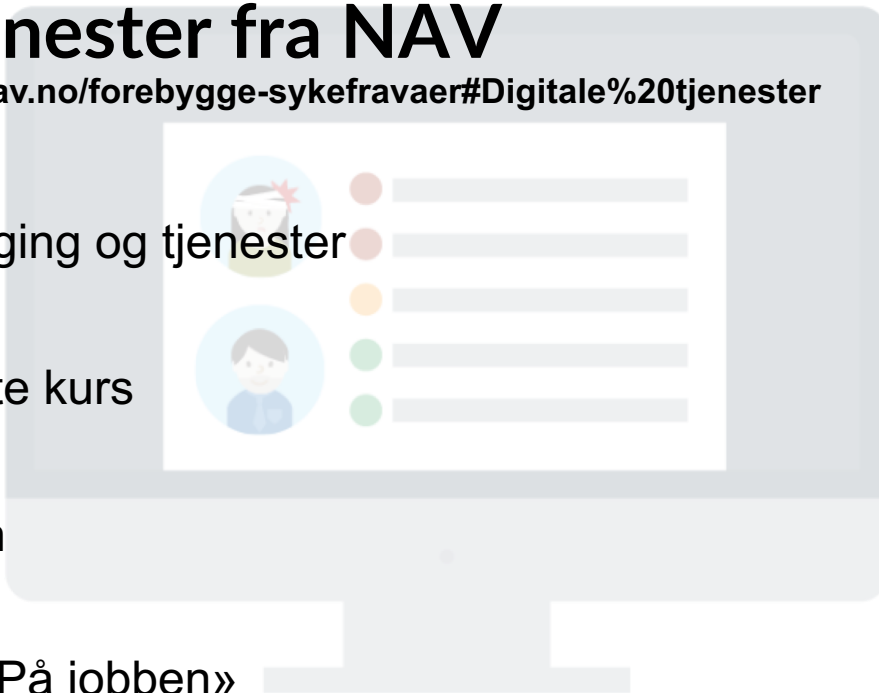 nester fra NAV
av.no/forebygge-sykefravaer#Digitale%20tjenester
ging og tjenester
te kurs
På jobben»